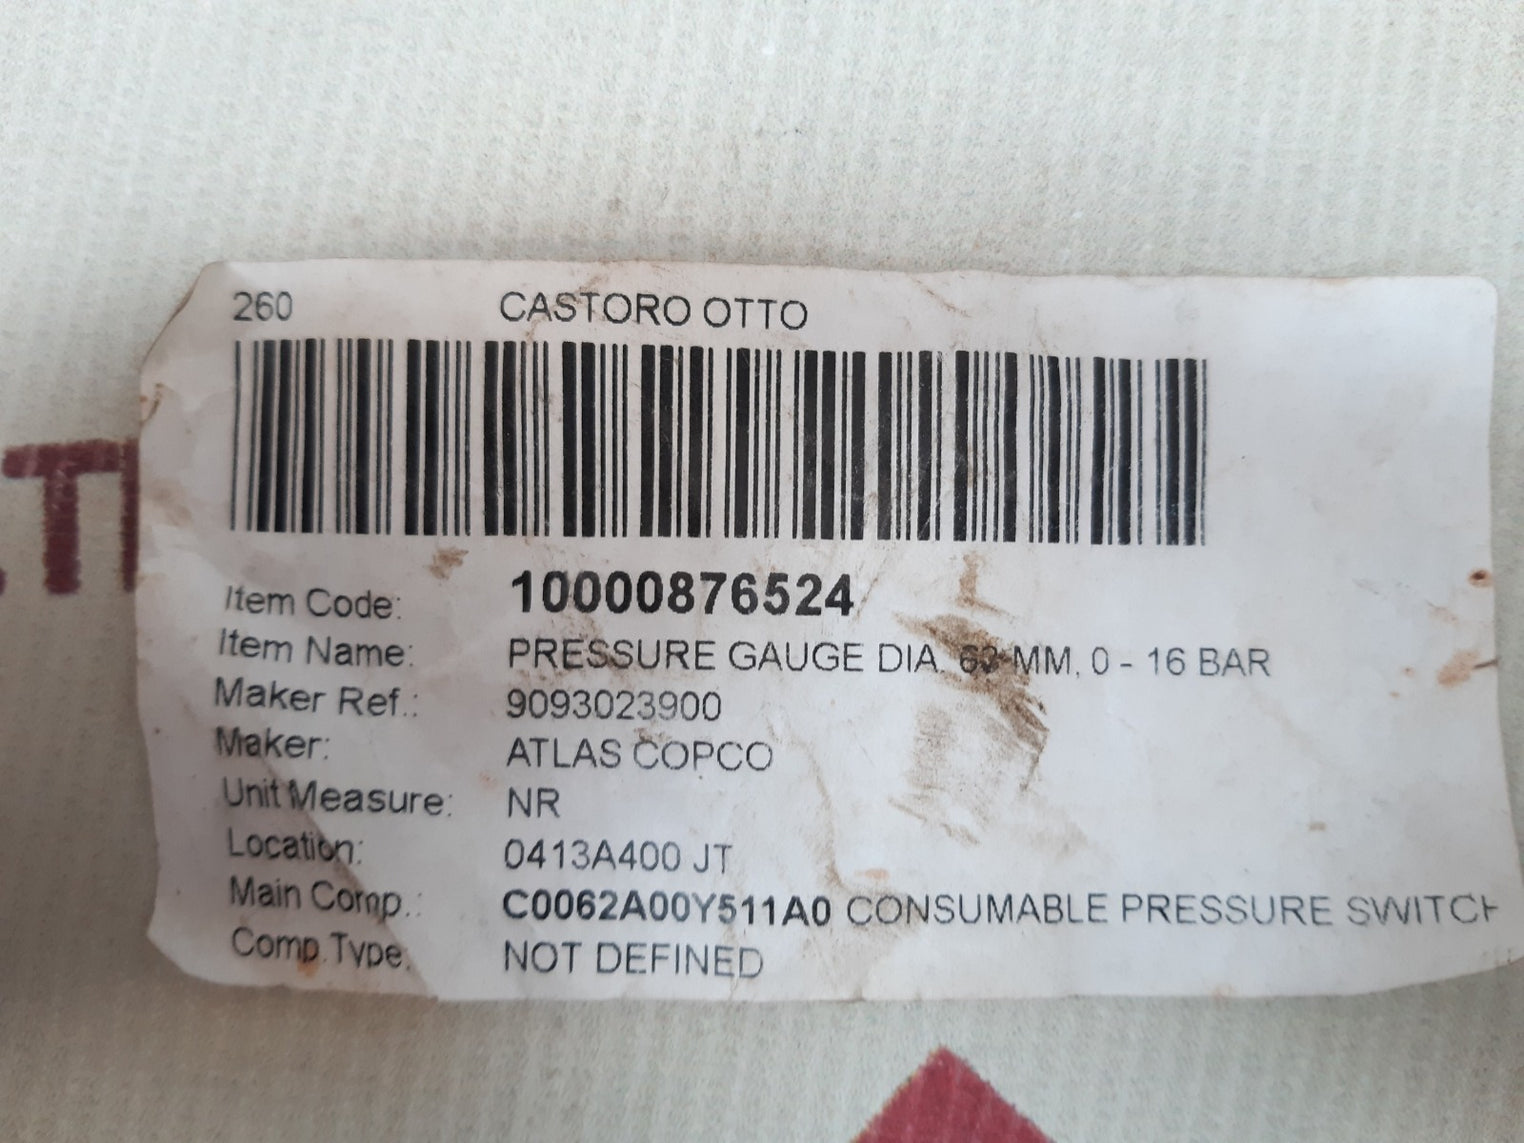 260 CASTORO OTTO
Item Code: 10000876524
Item Name: PRESSURE GAUGE DIA. 63 MM, 0 - 16 BAR
Maker Ref.: 9093023900
Maker: ATLAS COPCO
Unit Measure: NR
Location: 0413A400 JT
Main Comp.: C0062A00Y511A0 CONSUMABLE PRESSURE SWITCH
Comp.Type: NOT DEFINED